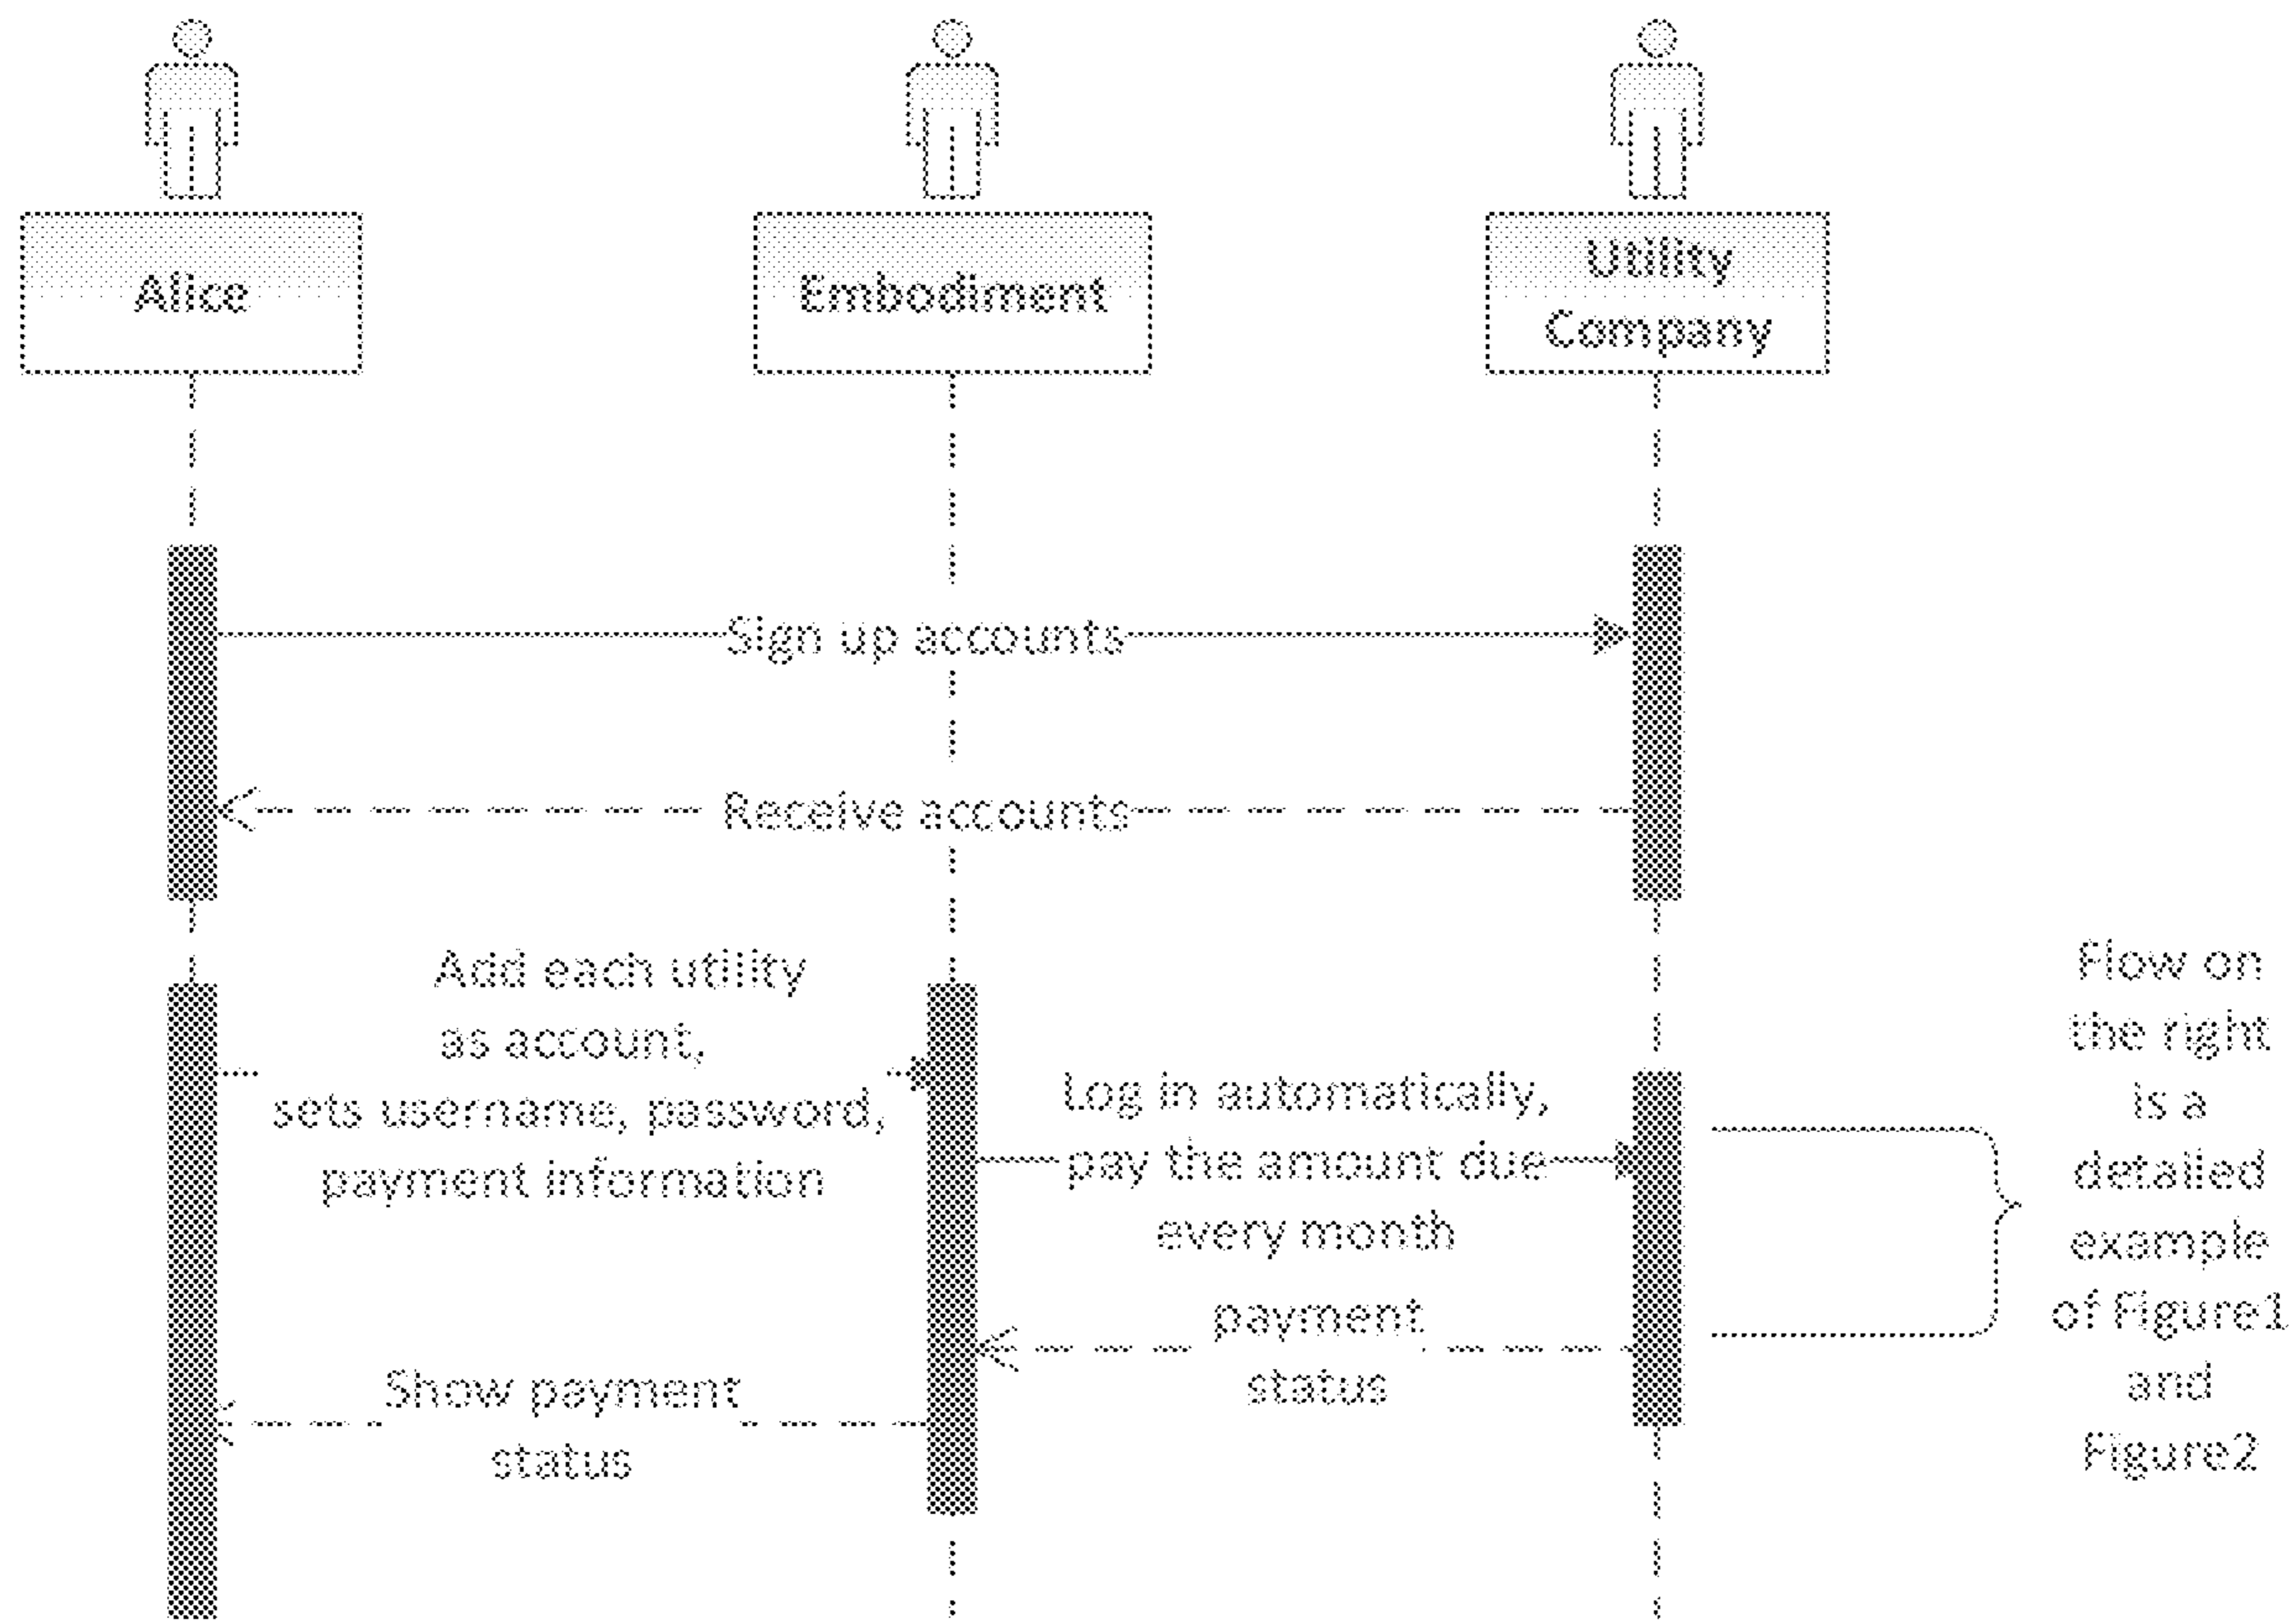 Alice
Embodiment
Utility
Company
Sign up accounts
Receive accounts
Add each utility
as account,
sets username, password,
payment information
Log in automatically,
pay the amount due
every month
payment
status
Show payment
status
Flow on
the right
is a
detailed
example
of Figure1
and
Figure2